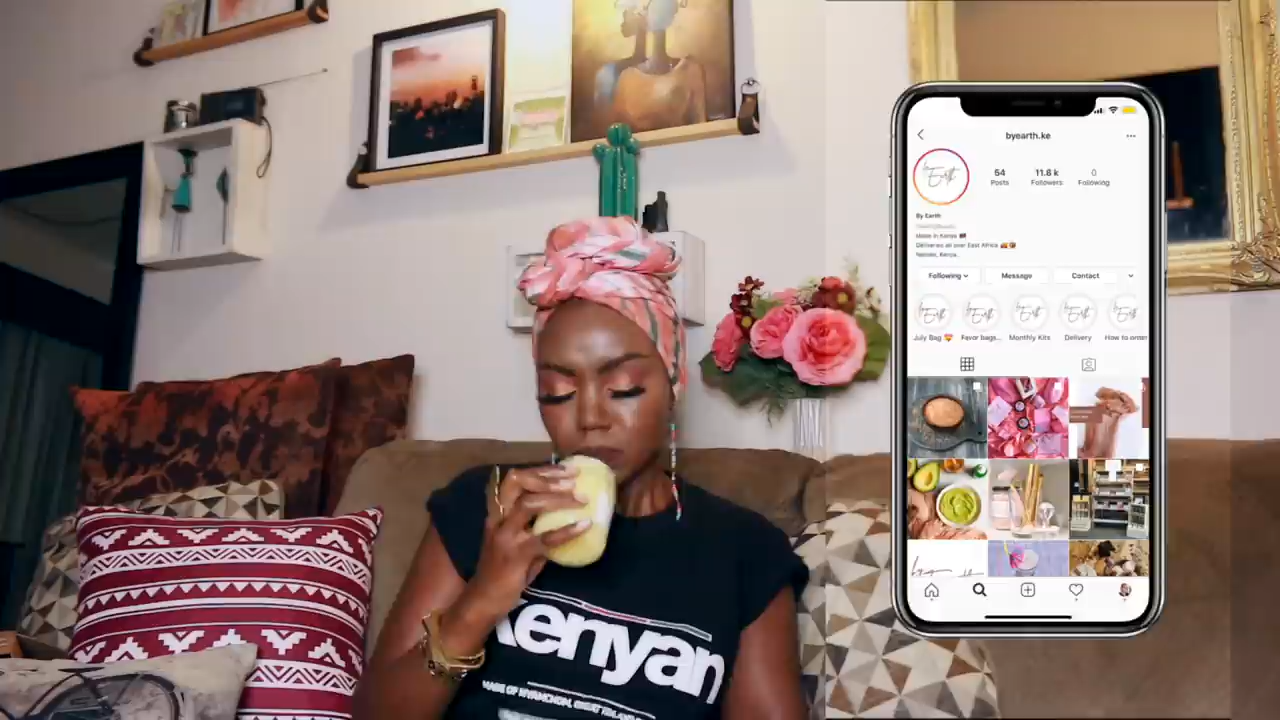 byearth.ke
54
11.8 k
0
Posts
Followers
Following
By Earth
Made in Kenya
Deliveries all over East Africa
Nairobi, Kenya.
Following
Message
Contact
July Bag
Favor bags...
Monthly Kits
Delivery
How to order
Kenyan